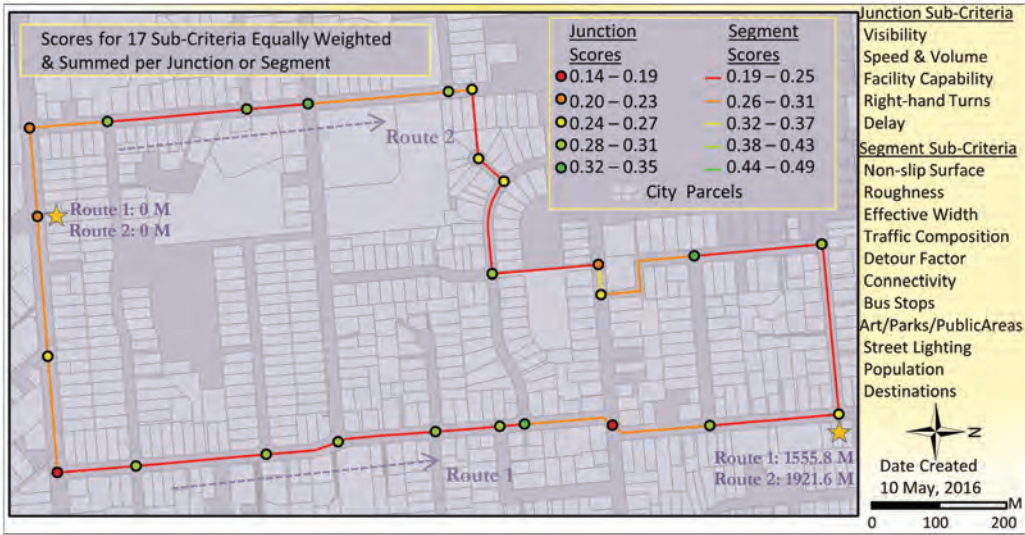 Scores for 17 Sub-Criteria Equally Weighted
& Summed per Junction or Segment
Junction
Scores
0.14 – 0.19
0.20 – 0.23
0.24 – 0.27
0.28 – 0.31
0.32 – 0.35
Segment
Scores
0.19 – 0.25
0.26 – 0.31
0.32 – 0.37
0.38 – 0.43
0.44 – 0.49
City Parcels
Route 2
Route 1: 0 M
Route 2: 0 M
Route 1
Route 1: 1555.8 M
Route 2: 1921.6 M
Junction Sub-Criteria
Visibility
Speed & Volume
Facility Capability
Right-hand Turns
Delay
Segment Sub-Criteria
Non-slip Surface
Roughness
Effective Width
Traffic Composition
Detour Factor
Connectivity
Bus Stops
Art/Parks/PublicAreas
Street Lighting
Population
Destinations
N
Date Created
10 May, 2016
M
0 100 200